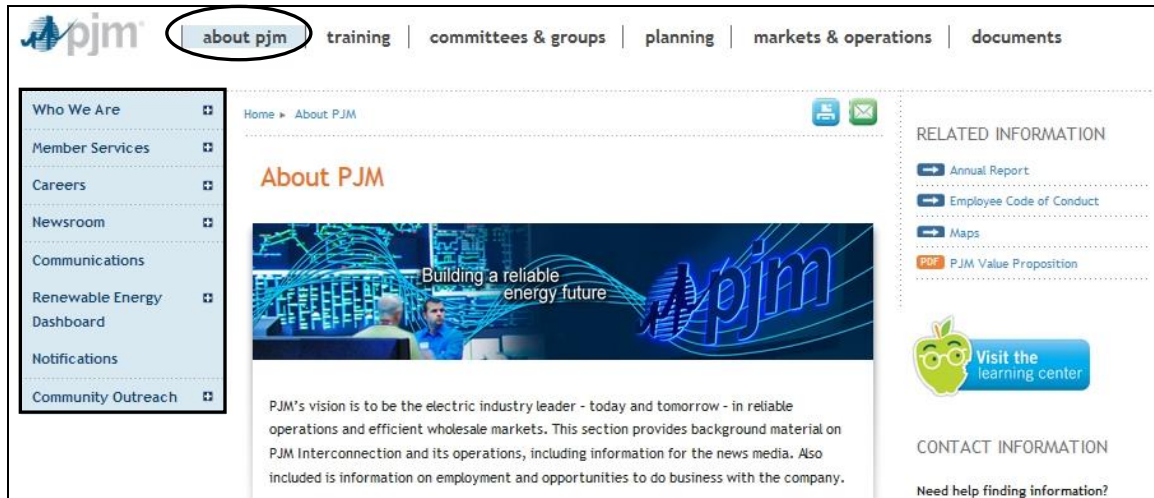 pjm
about pjm | training | committees & groups | planning | markets & operations | documents
Who We Are
Member Services
Careers
Newsroom
Communications
Renewable Energy
Dashboard
Notifications
Community Outreach
Home ▸ About PJM
About PJM
Building a reliable
energy future
pjm
PJM's vision is to be the electric industry leader - today and tomorrow - in reliable
operations and efficient wholesale markets. This section provides background material on
PJM Interconnection and its operations, including information for the news media. Also
included is information on employment and opportunities to do business with the company.
RELATED INFORMATION
Annual Report
Employee Code of Conduct
Maps
PDF PJM Value Proposition
Visit the
learning center
CONTACT INFORMATION
Need help finding information?